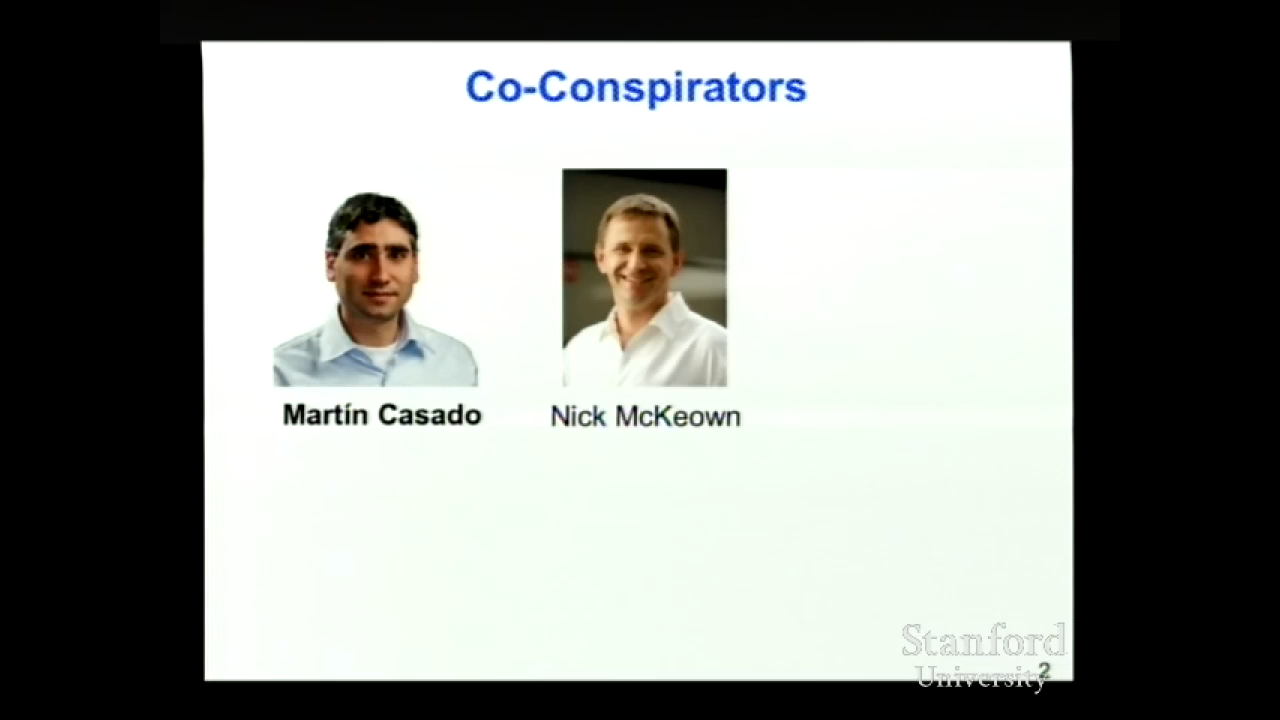 Co-Conspirators
Martín Casado
Nick McKeown
Stanford
University
2